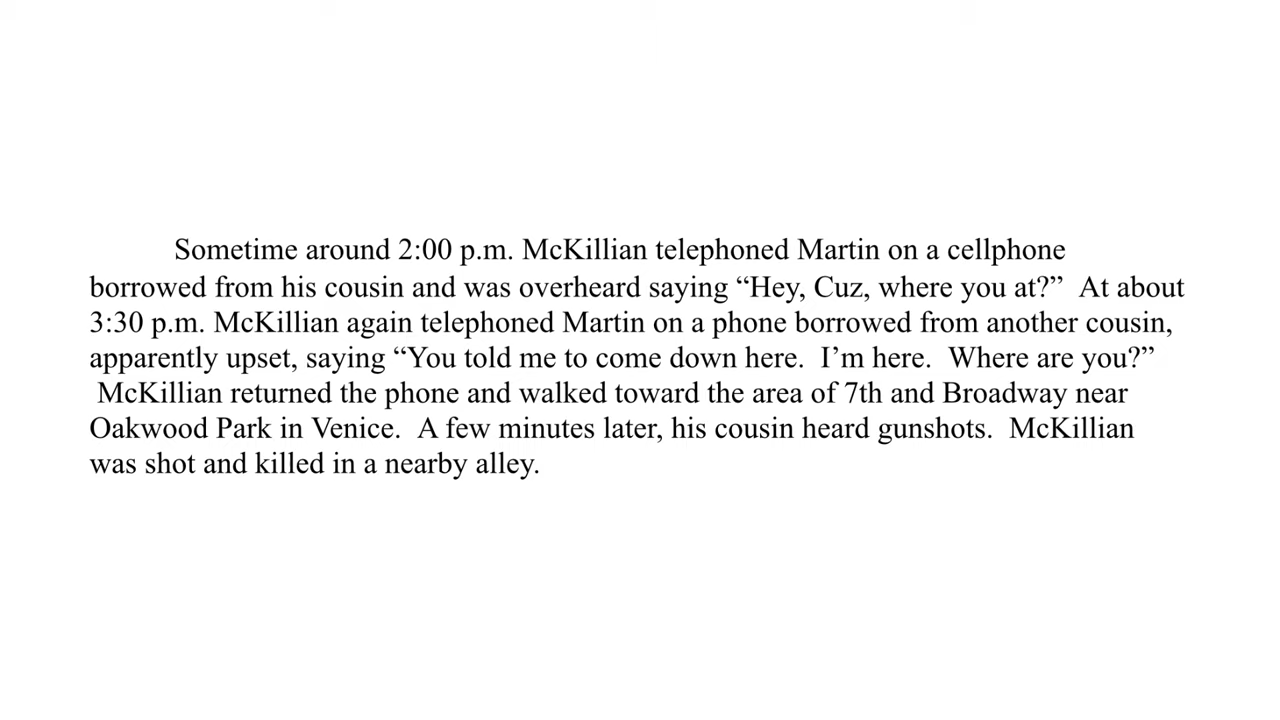 Sometime around 2:00 p.m. McKillian telephoned Martin on a cellphone
borrowed from his cousin and was overheard saying “Hey, Cuz, where you at?”  At about
3:30 p.m. McKillian again telephoned Martin on a phone borrowed from another cousin,
apparently upset, saying “You told me to come down here.  I’m here.  Where are you?”
McKillian returned the phone and walked toward the area of 7th and Broadway near
Oakwood Park in Venice.  A few minutes later, his cousin heard gunshots.  McKillian
was shot and killed in a nearby alley.